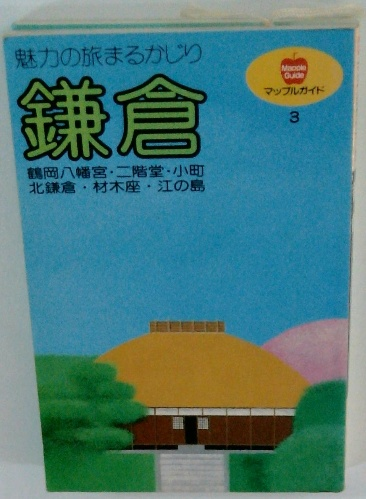 魅力の旅まるかじり
鎌倉
鶴岡八幡宮・二階堂・小町
北鎌倉・材木座・江の島
Mapple
Guide
マップルガイド
3